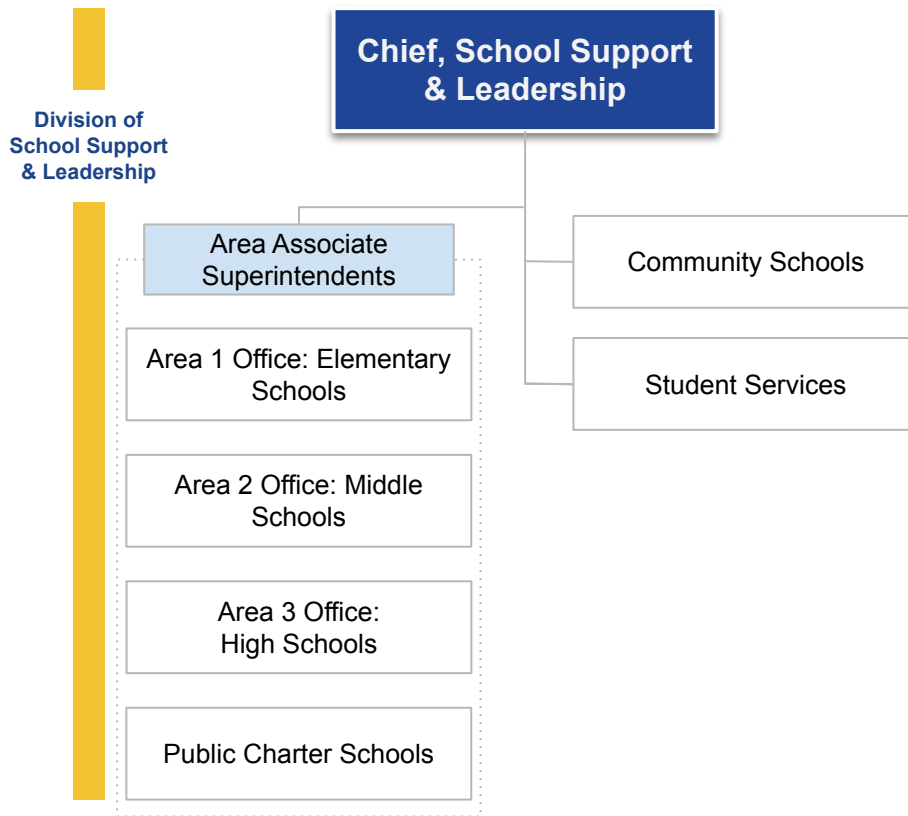 Chief, School Support
& Leadership
Division of
School Support
& Leadership
Area Associate
Superintendents
Area 1 Office: Elementary
Schools
Area 2 Office: Middle
Schools
Area 3 Office:
High Schools
Public Charter Schools
Community Schools
Student Services